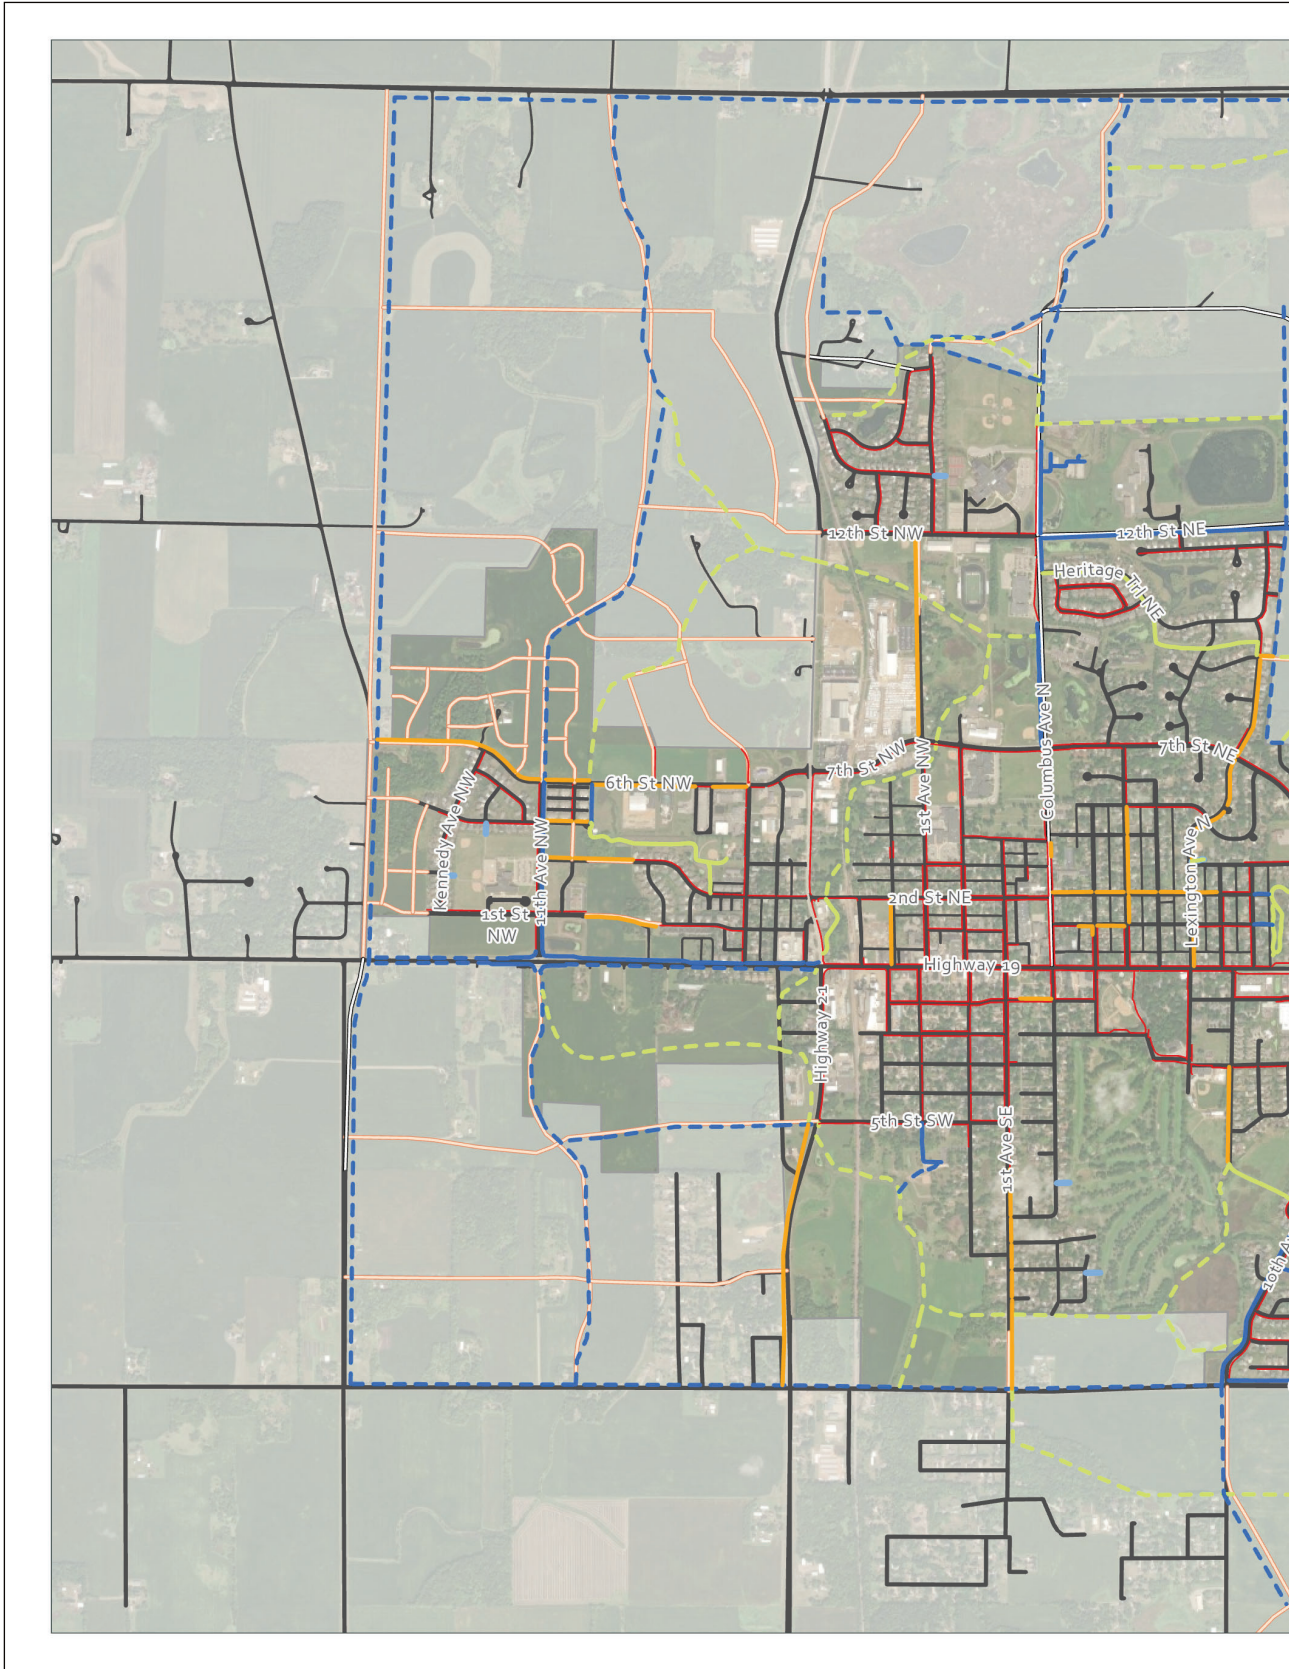 12th St NW
12th St NE
Heritage Trl NE
Columbus Ave N
7th St NW
7th St NE
6th St NW
1st Ave NW
Kennedy Ave NW
11th Ave NW
Lexington Ave N
2nd St NE
1st St
NW
Highway 19
Highway 21
5th St SW
1st Ave SE